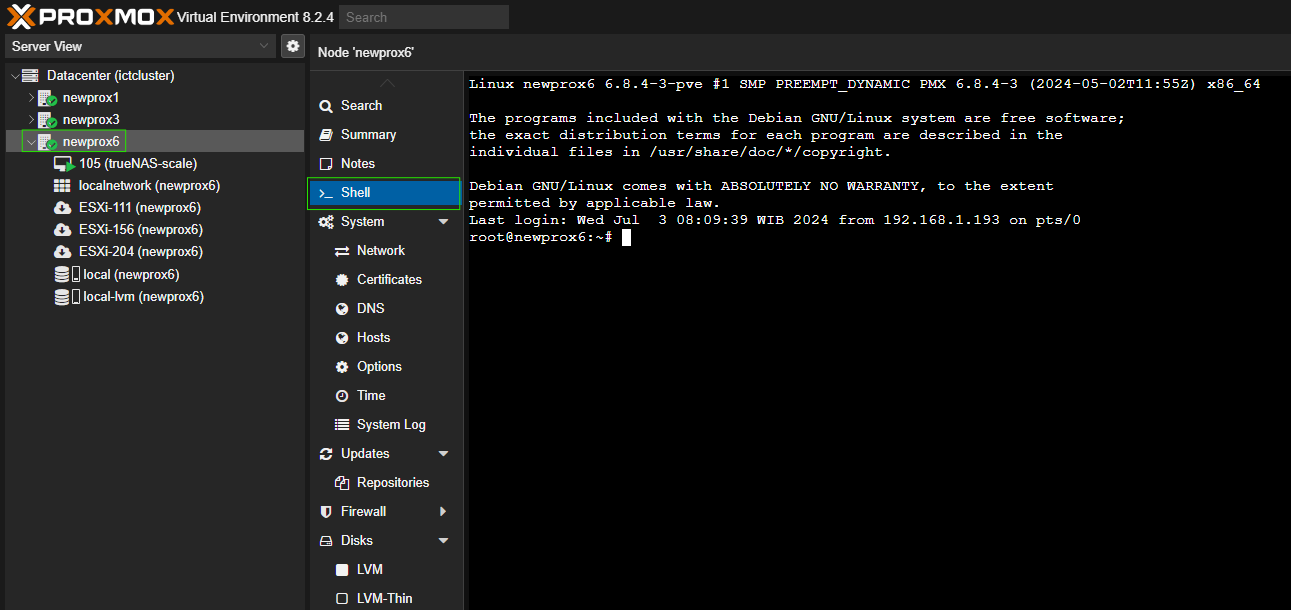 PROXMOX Virtual Environment 8.2.4 Search
Server View
Datacenter (ictcluster)
newprox1
newprox3
newprox6
105 (trueNAS-scale)
localnetwork (newprox6)
ESXi-111 (newprox6)
ESXi-156 (newprox6)
ESXi-204 (newprox6)
local (newprox6)
local-lvm (newprox6)
Node 'newprox6'
Search
Summary
Notes
>_ Shell
System
Network
Certificates
DNS
Hosts
Options
Time
System Log
Updates
Repositories
Firewall
Disks
LVM
LVM-Thin
Linux newprox6 6.8.4-3-pve #1 SMP PREEMPT_DYNAMIC PMX 6.8.4-3 (2024-05-02T11:55Z) x86_64
The programs included with the Debian GNU/Linux system are free software;
the exact distribution terms for each program are described in the
individual files in /usr/share/doc/*/copyright.
Debian GNU/Linux comes with ABSOLUTELY NO WARRANTY, to the extent
permitted by applicable law.
Last login: Wed Jul  3 08:09:39 WIB 2024 from 192.168.1.193 on pts/0
root@newprox6:~#